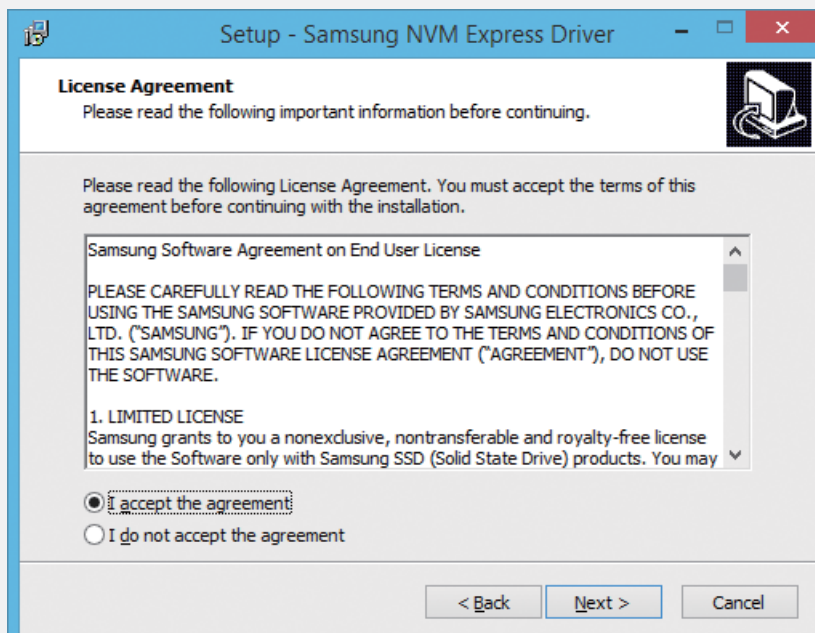 Setup - Samsung NVM Express Driver
License Agreement
Please read the following important information before continuing.
Please read the following License Agreement. You must accept the terms of this
agreement before continuing with the installation.
Samsung Software Agreement on End User License
PLEASE CAREFULLY READ THE FOLLOWING TERMS AND CONDITIONS BEFORE
USING THE SAMSUNG SOFTWARE PROVIDED BY SAMSUNG ELECTRONICS CO.,
LTD. (“SAMSUNG”). IF YOU DO NOT AGREE TO THE TERMS AND CONDITIONS OF
THIS SAMSUNG SOFTWARE LICENSE AGREEMENT (“AGREEMENT”), DO NOT USE
THE SOFTWARE.
1. LIMITED LICENSE
Samsung grants to you a nonexclusive, nontransferable and royalty-free license
to use the Software only with Samsung SSD (Solid State Drive) products. You may
I accept the agreement
I do not accept the agreement
< Back
Next >
Cancel